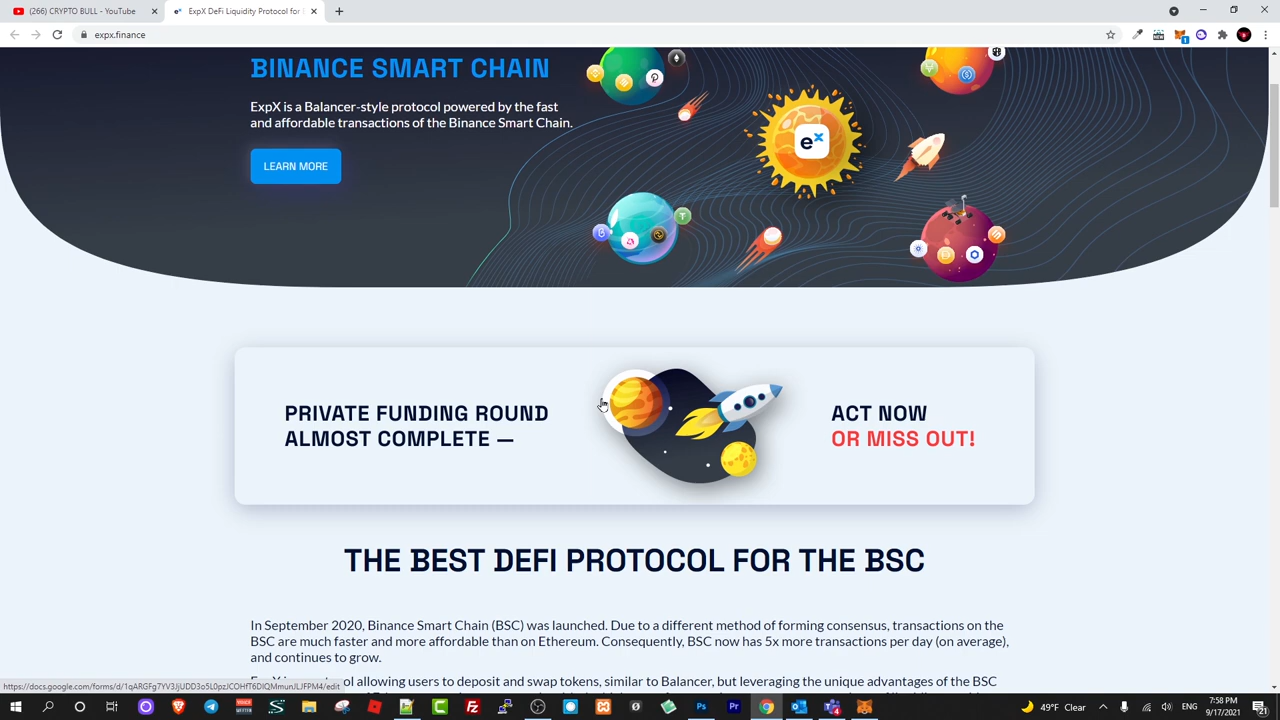 (266) CRYPTO BULL - YouTube
ExpX DeFi Liquidity Protocol for
expx.finance
BINANCE SMART CHAIN
ExpX is a Balancer-style protocol powered by the fast
and affordable transactions of the Binance Smart Chain.
LEARN MORE
ex
PRIVATE FUNDING ROUND
ALMOST COMPLETE —
ACT NOW
OR MISS OUT!
THE BEST DEFI PROTOCOL FOR THE BSC
In September 2020, Binance Smart Chain (BSC) was launched. Due to a different method of forming consensus, transactions on the
BSC are much faster and more affordable than on Ethereum. Consequently, BSC now has 5x more transactions per day (on average),
and continues to grow.
allowing users to deposit and swap tokens, similar to Balancer, but leveraging the unique advantages of the BSC
49°F Clear
ENG
7:58 PM
9/17/2021